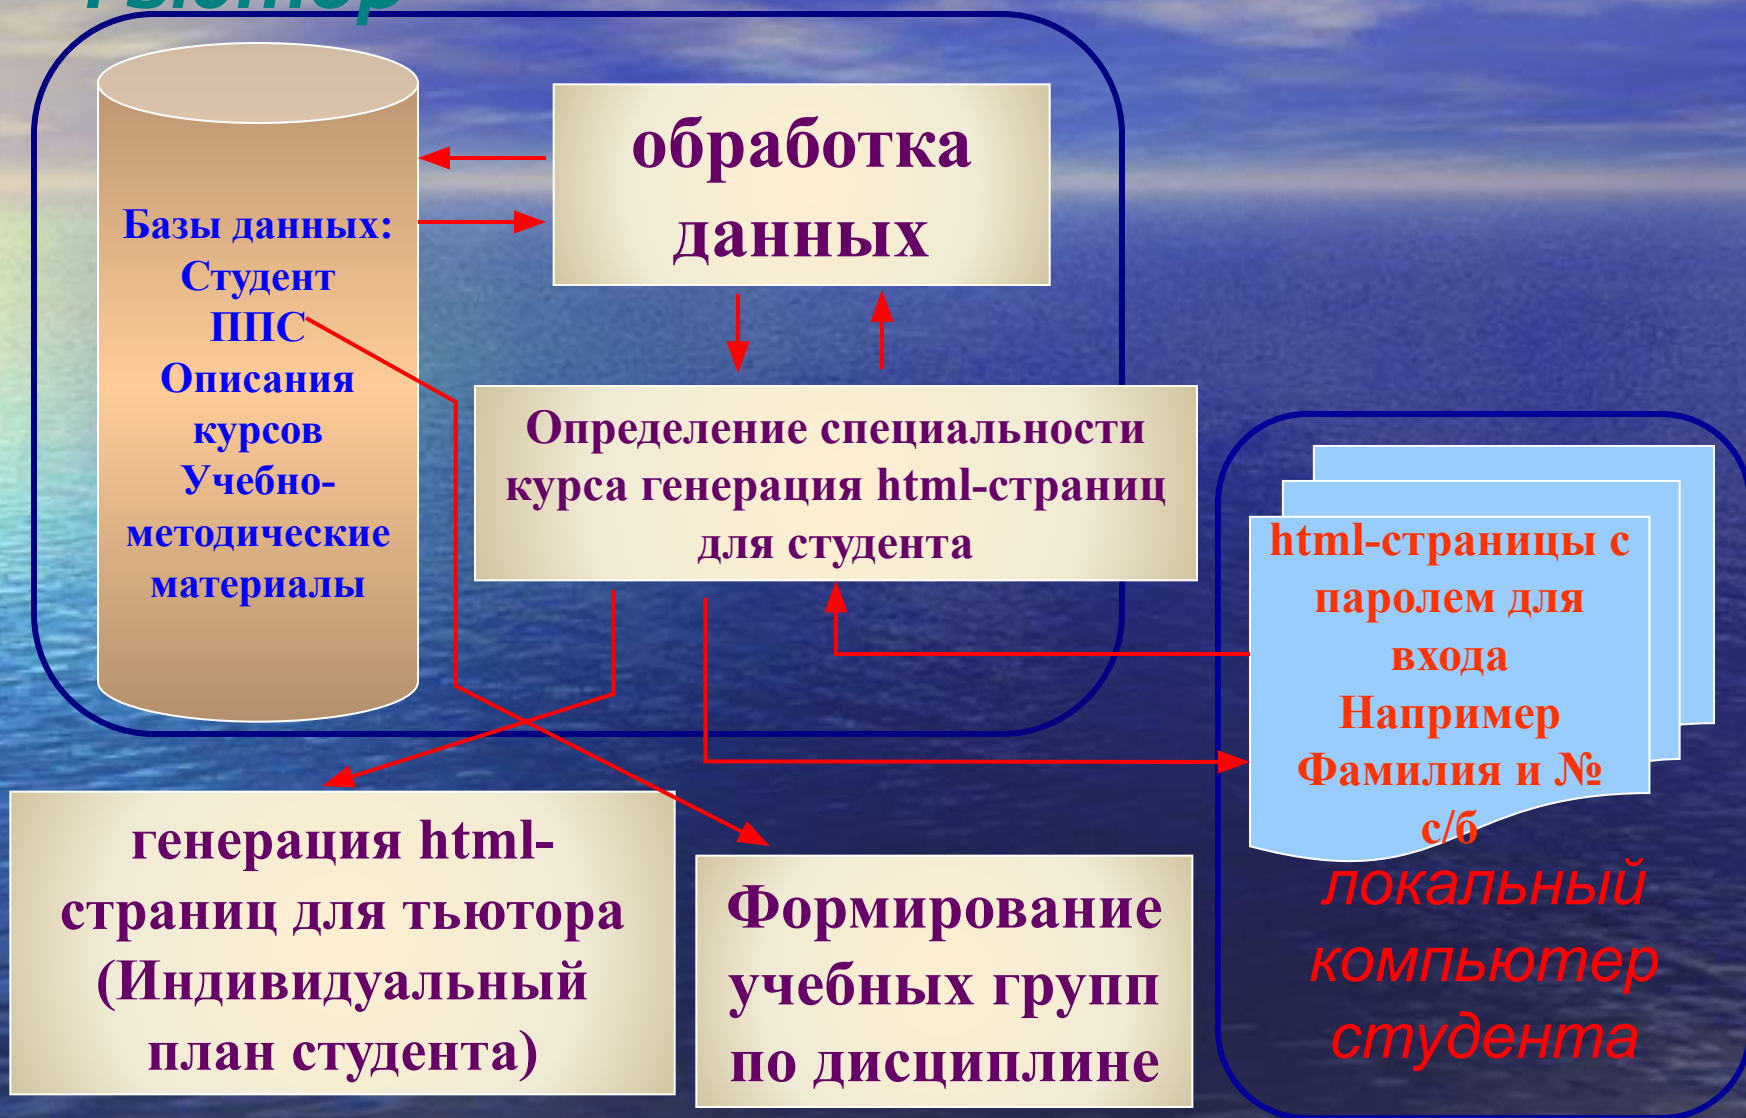 Базы данных:
Студент
ППС
Описания
курсов
Учебно-
методические
материалы
обработка
данных
Определение специальности
курса генерация html-страниц
для студента
html-страницы с
паролем для
входа
Например
Фамилия и №
с/б
локальный
компьютер
студента
генерация html-
страниц для тьютора
(Индивидуальный
план студента)
Формирование
учебных групп
по дисциплине